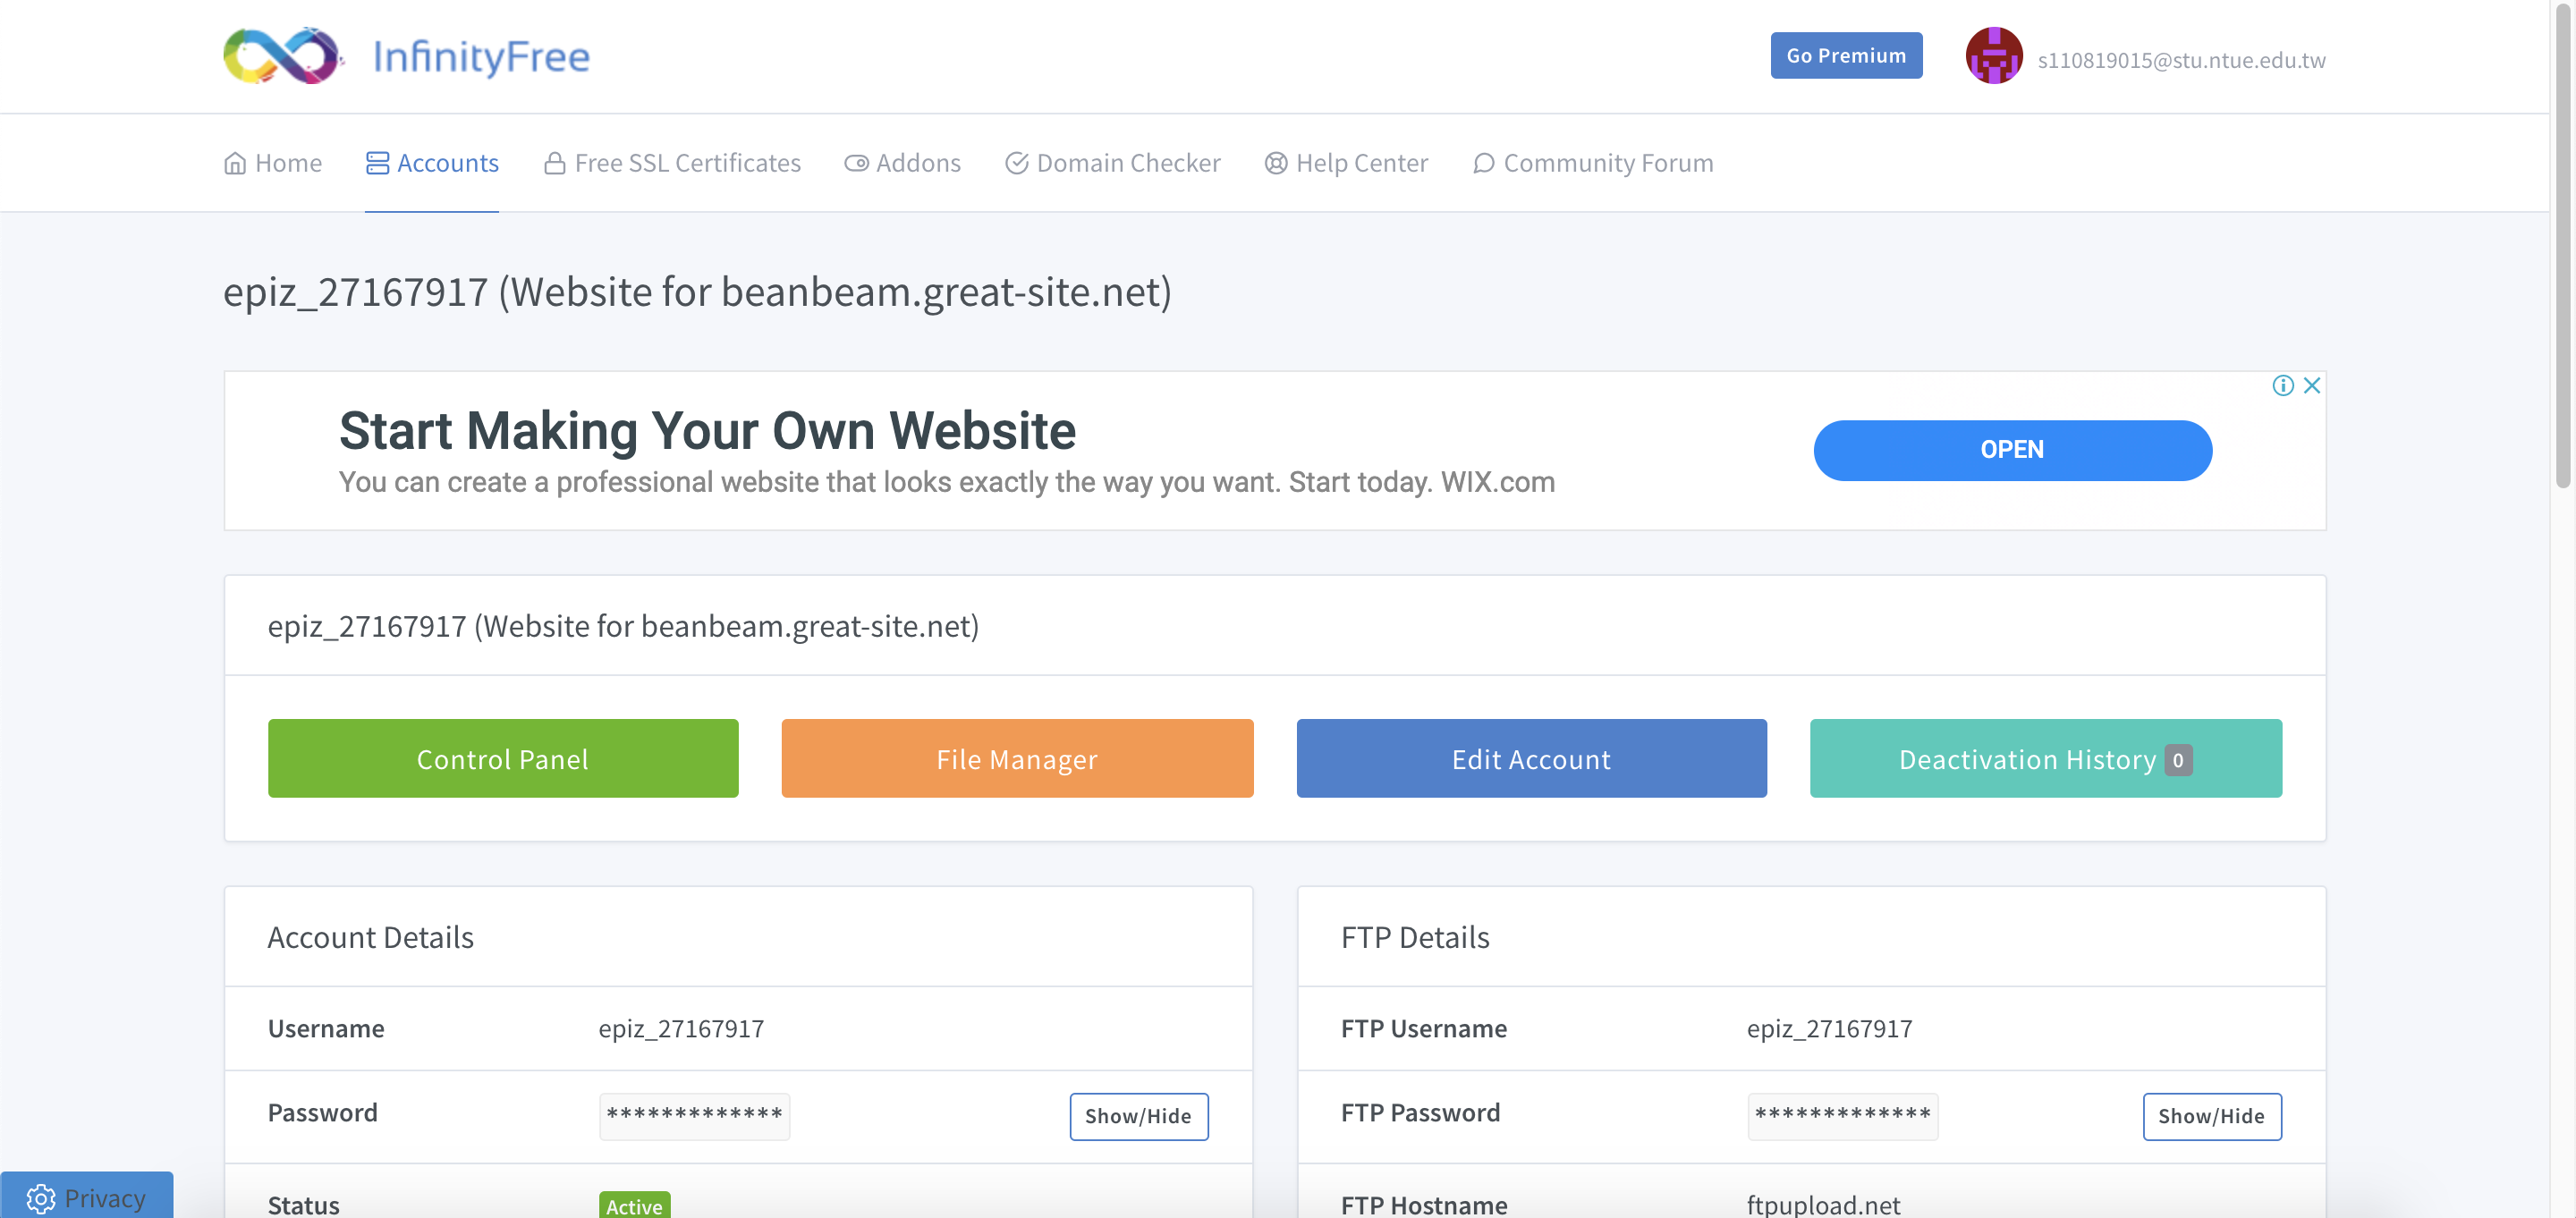 InfinityFree
Go Premium
s110819015@stu.ntue.edu.tw
Home
Accounts
Free SSL Certificates
Addons
Domain Checker
Help Center
Community Forum
epiz_27167917 (Website for beanbeam.great-site.net)
Start Making Your Own Website
You can create a professional website that looks exactly the way you want. Start today. WIX.com
OPEN
epiz_27167917 (Website for beanbeam.great-site.net)
Control Panel
File Manager
Edit Account
Deactivation History 0
Account Details
Username epiz_27167917
Password ************* Show/Hide
Status Active
FTP Details
FTP Username epiz_27167917
FTP Password ************* Show/Hide
FTP Hostname ftpupload.net
Privacy